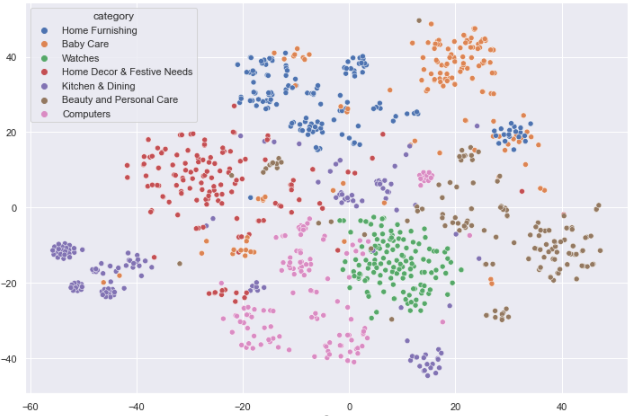 category
Home Furnishing
Baby Care
Watches
Home Decor & Festive Needs
Kitchen & Dining
Beauty and Personal Care
Computers
40
20
0
−20
−40
−60 −40 −20 0 20 40